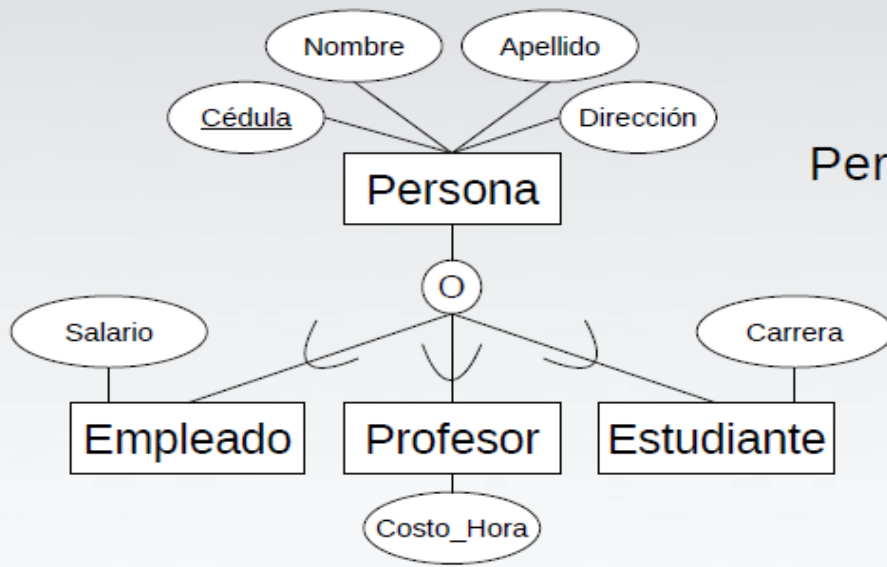 Nombre
Apellido
Cédula
Dirección
Per
Persona
O
Salario
Carrera
Empleado
Profesor
Estudiante
Costo_Hora